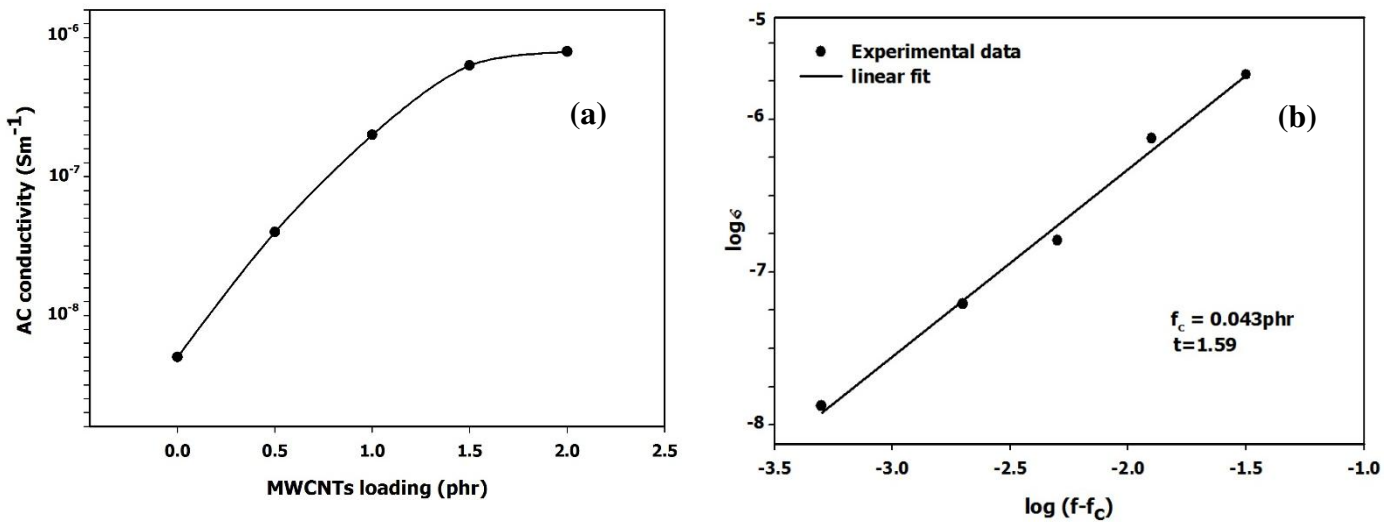 10⁻⁶
10⁻⁷
10⁻⁸
AC conductivity (Sm⁻¹)
0.0 0.5 1.0 1.5 2.0 2.5
MWCNTs loading (phr)
(a)
-5
-6
-7
-8
logϭ
Experimental data
linear fit
(b)
f꜀ = 0.043phr
t=1.59
-3.5 -3.0 -2.5 -2.0 -1.5 -1.0
log (f-fC)